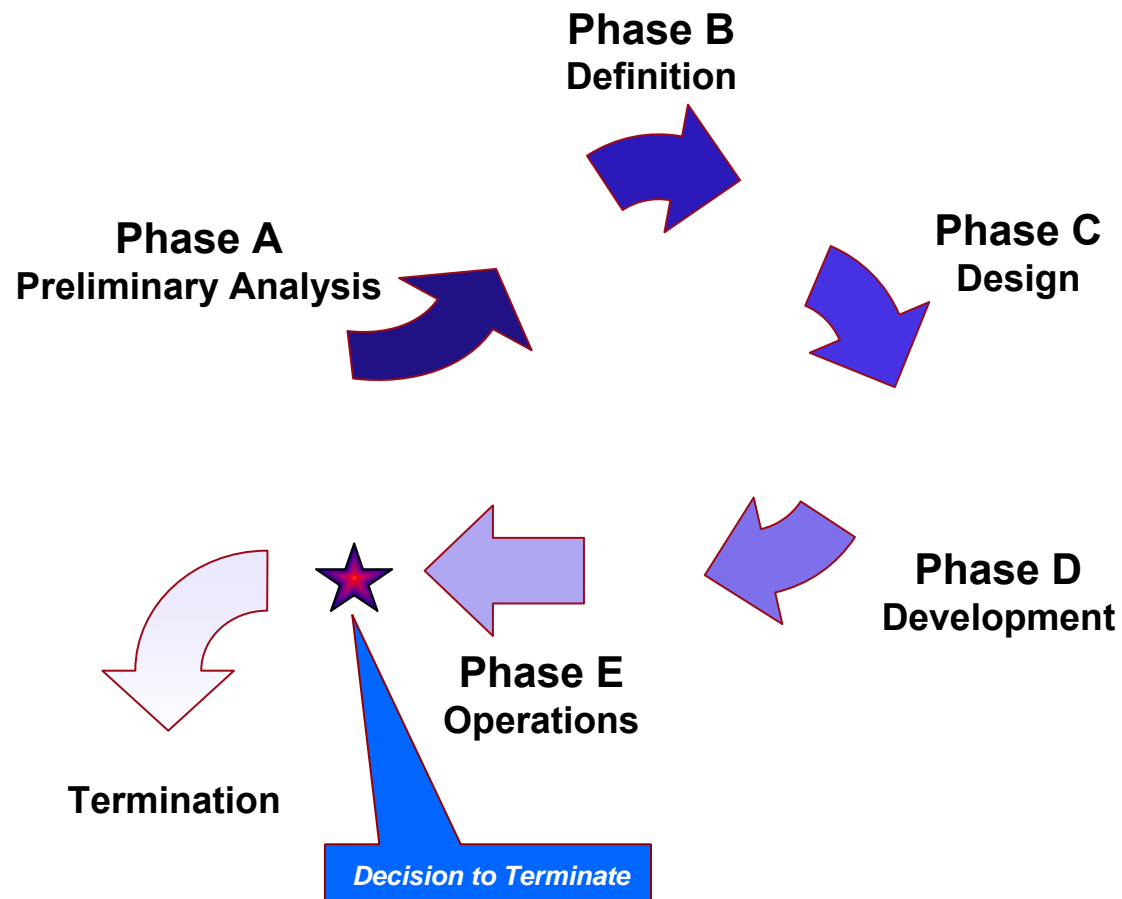 Phase B
Definition
Phase A
Preliminary Analysis
Phase C
Design
Phase D
Development
Phase E
Operations
Termination
Decision to Terminate